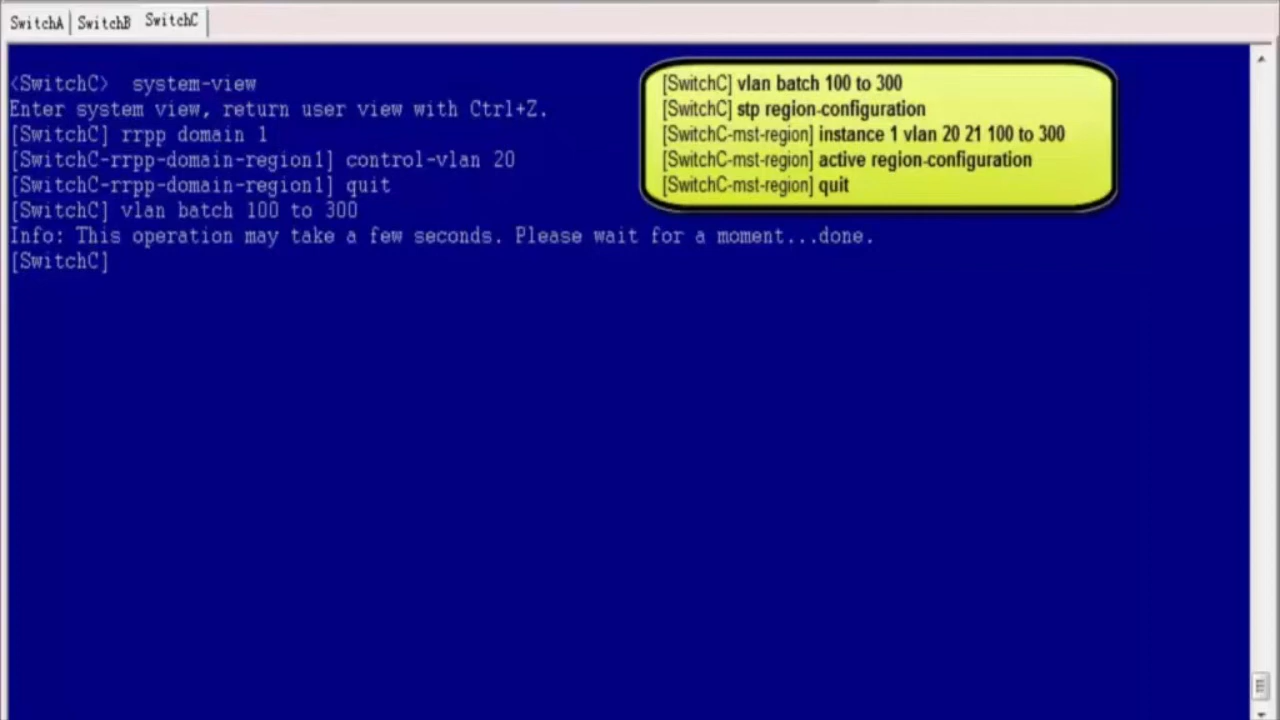 SwitchA SwitchB SwitchC
<SwitchC> system-view
Enter system view, return user view with Ctrl+Z.
[SwitchC] rrpp domain 1
[SwitchC-rrpp-domain-region1] control-vlan 20
[SwitchC-rrpp-domain-region1] quit
[SwitchC] vlan batch 100 to 300
Info: This operation may take a few seconds. Please wait for a moment...done.
[SwitchC]
[SwitchC] vlan batch 100 to 300
[SwitchC] stp region-configuration
[SwitchC-mst-region] instance 1 vlan 20 21 100 to 300
[SwitchC-mst-region] active region-configuration
[SwitchC-mst-region] quit